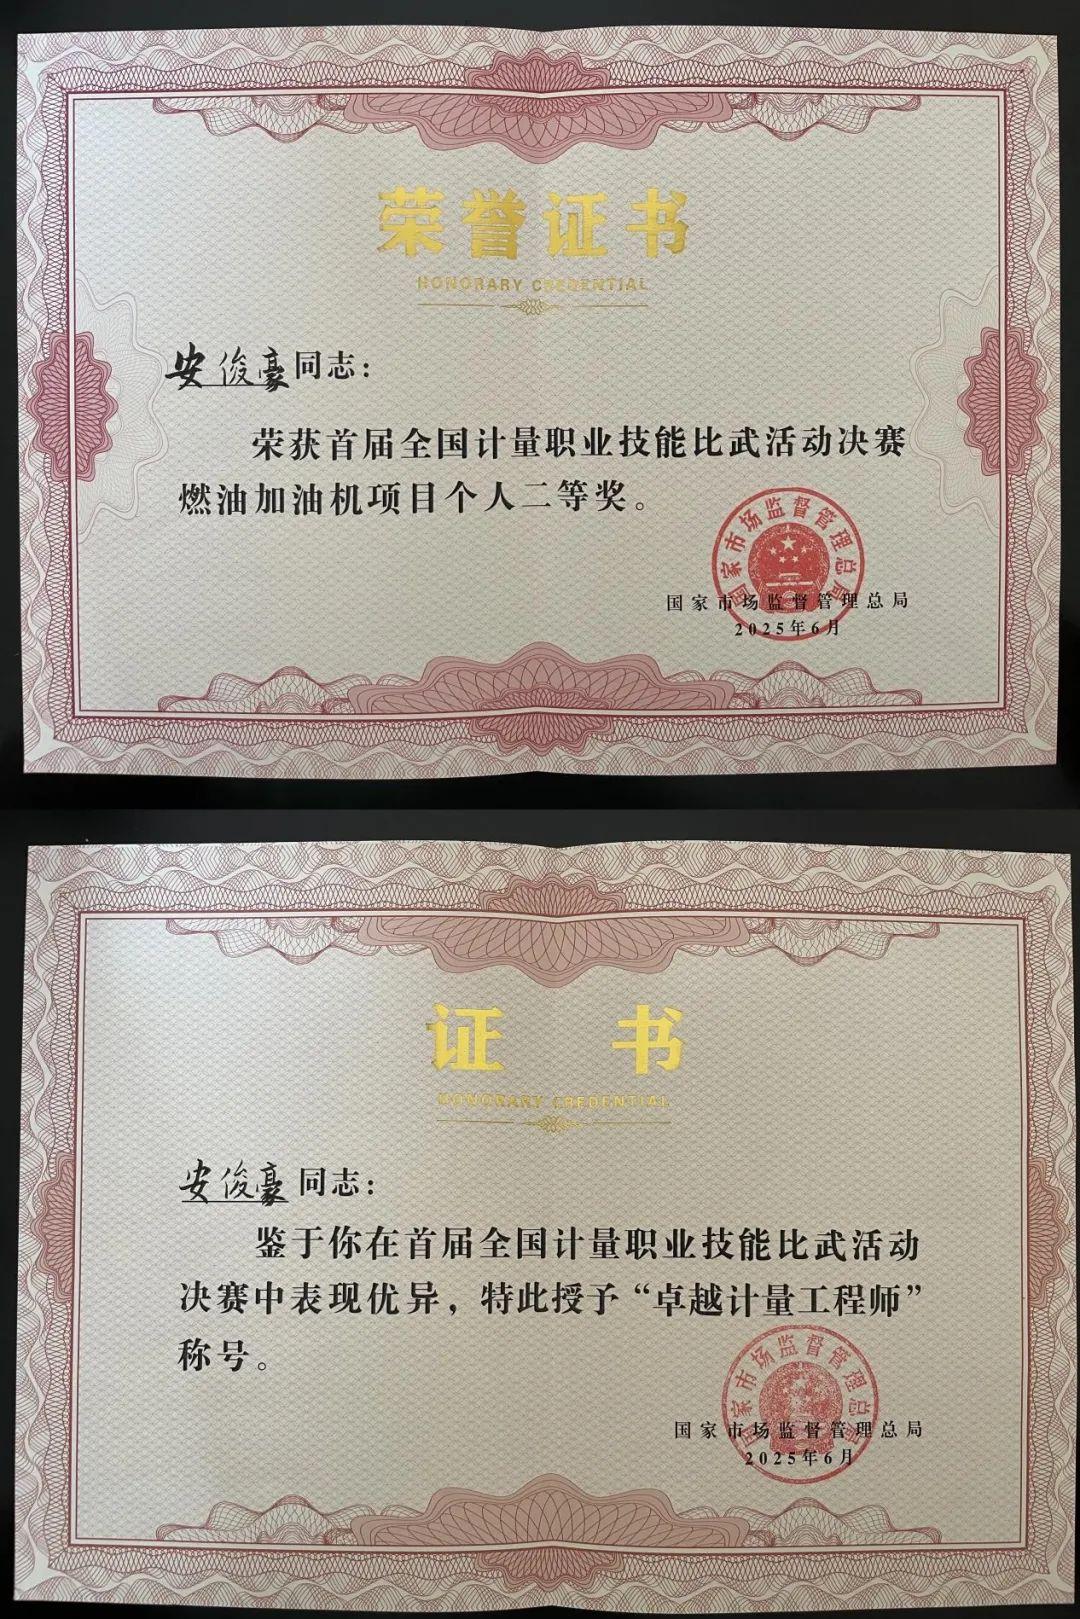 荣誉证书
HONORARY CREDENTIAL
安俊豪同志：
荣获首届全国计量职业技能比武活动决赛
燃油加油机项目个人二等奖。
国家市场监督管理总局
国家市场监督管理总局
2025年6月
证书
HONORARY CREDENTIAL
安俊豪同志：
鉴于你在首届全国计量职业技能比武活动
决赛中表现优异，特此授予“卓越计量工程师”
称号。
国家市场监督管理总局
国家市场监督管理总局
2025年6月